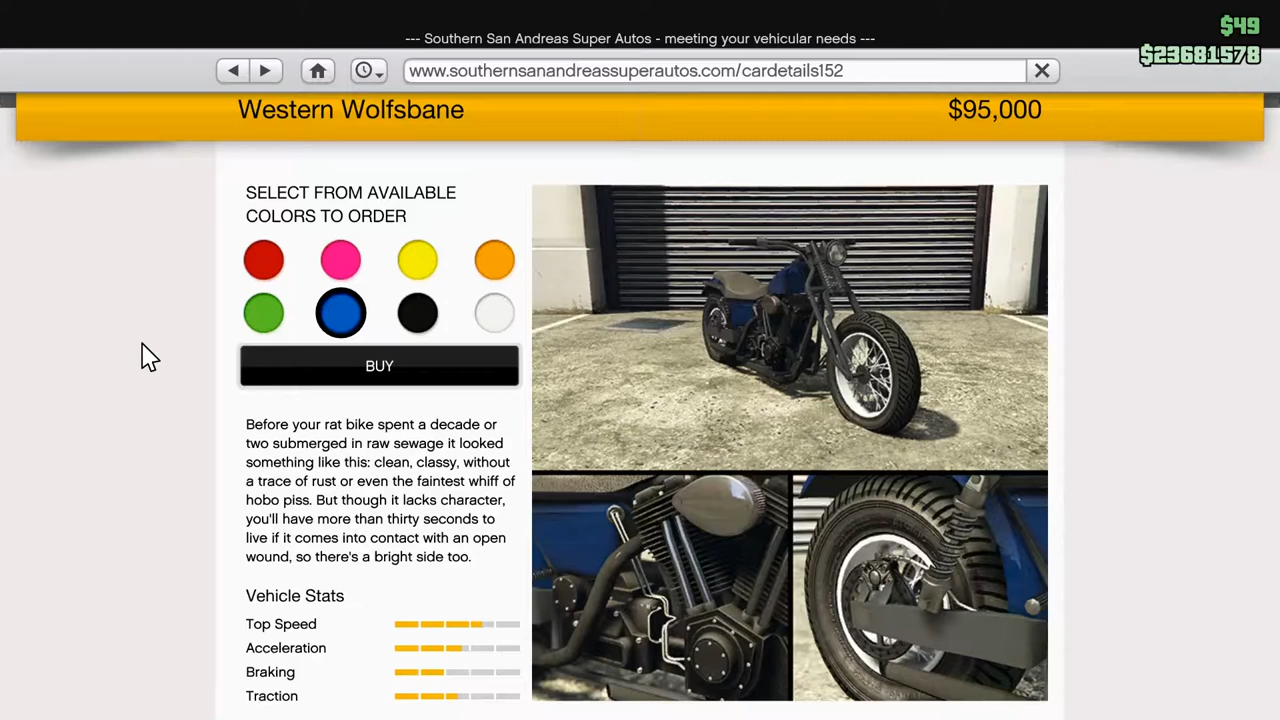 $49
--- Southern San Andreas Super Autos - meeting your vehicular needs ---
$23681578
www.southernsanandreassuperautos.com/cardetails152
Western Wolfsbane
$95,000
SELECT FROM AVAILABLE
COLORS TO ORDER
BUY
Before your rat bike spent a decade or
two submerged in raw sewage it looked
something like this: clean, classy, without
a trace of rust or even the faintest whiff of
hobo piss. But though it lacks character,
you'll have more than thirty seconds to
live if it comes into contact with an open
wound, so there's a bright side too.
Vehicle Stats
Top Speed
Acceleration
Braking
Traction